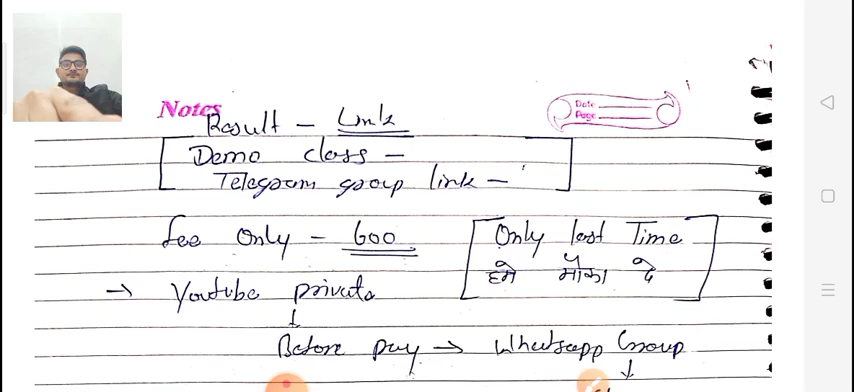 Notes
Date
Page
Result – Link
Demo class –
Telegram group link –
fee Only – 600
Only last Time
हमे मौका दे
→ Youtube private
↓
Before pay → Whatsapp Group
↓